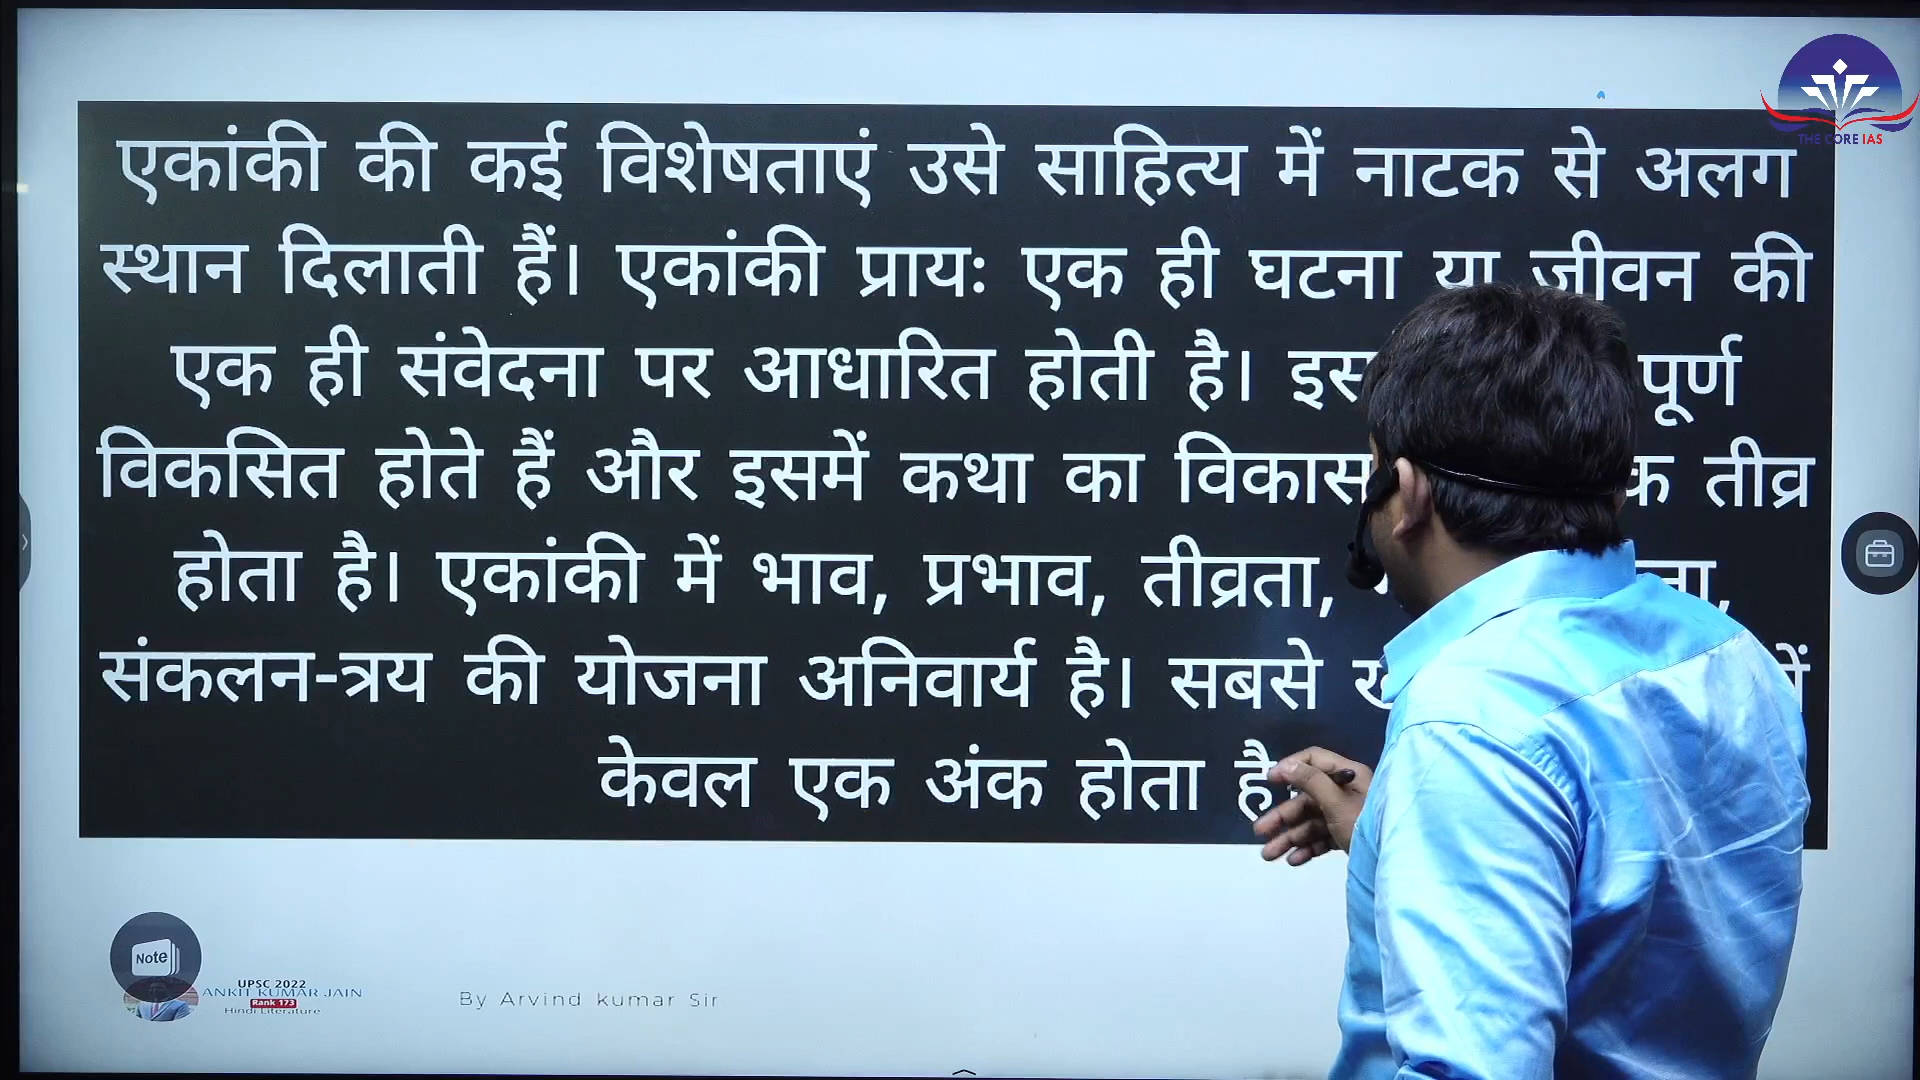 एकांकी की कई विशेषताएं उसे साहित्य में नाटक से अलग
स्थान दिलाती हैं। एकांकी प्रायः एक ही घटना या जीवन की
एक ही संवेदना पर आधारित होती है। पूर्ण
विकसित होते हैं और इसमें कथा का विकास तीव्र
होता है। एकांकी में भाव, प्रभाव, तीव्रता,
संकलन-त्रय की योजना अनिवार्य है। सबसे
केवल एक अंक होता है
THE CORE IAS
Note
UPSC 2022
ANKIT KUMAR JAIN
Rank 173
Hindi Literature
By Arvind kumar Sir